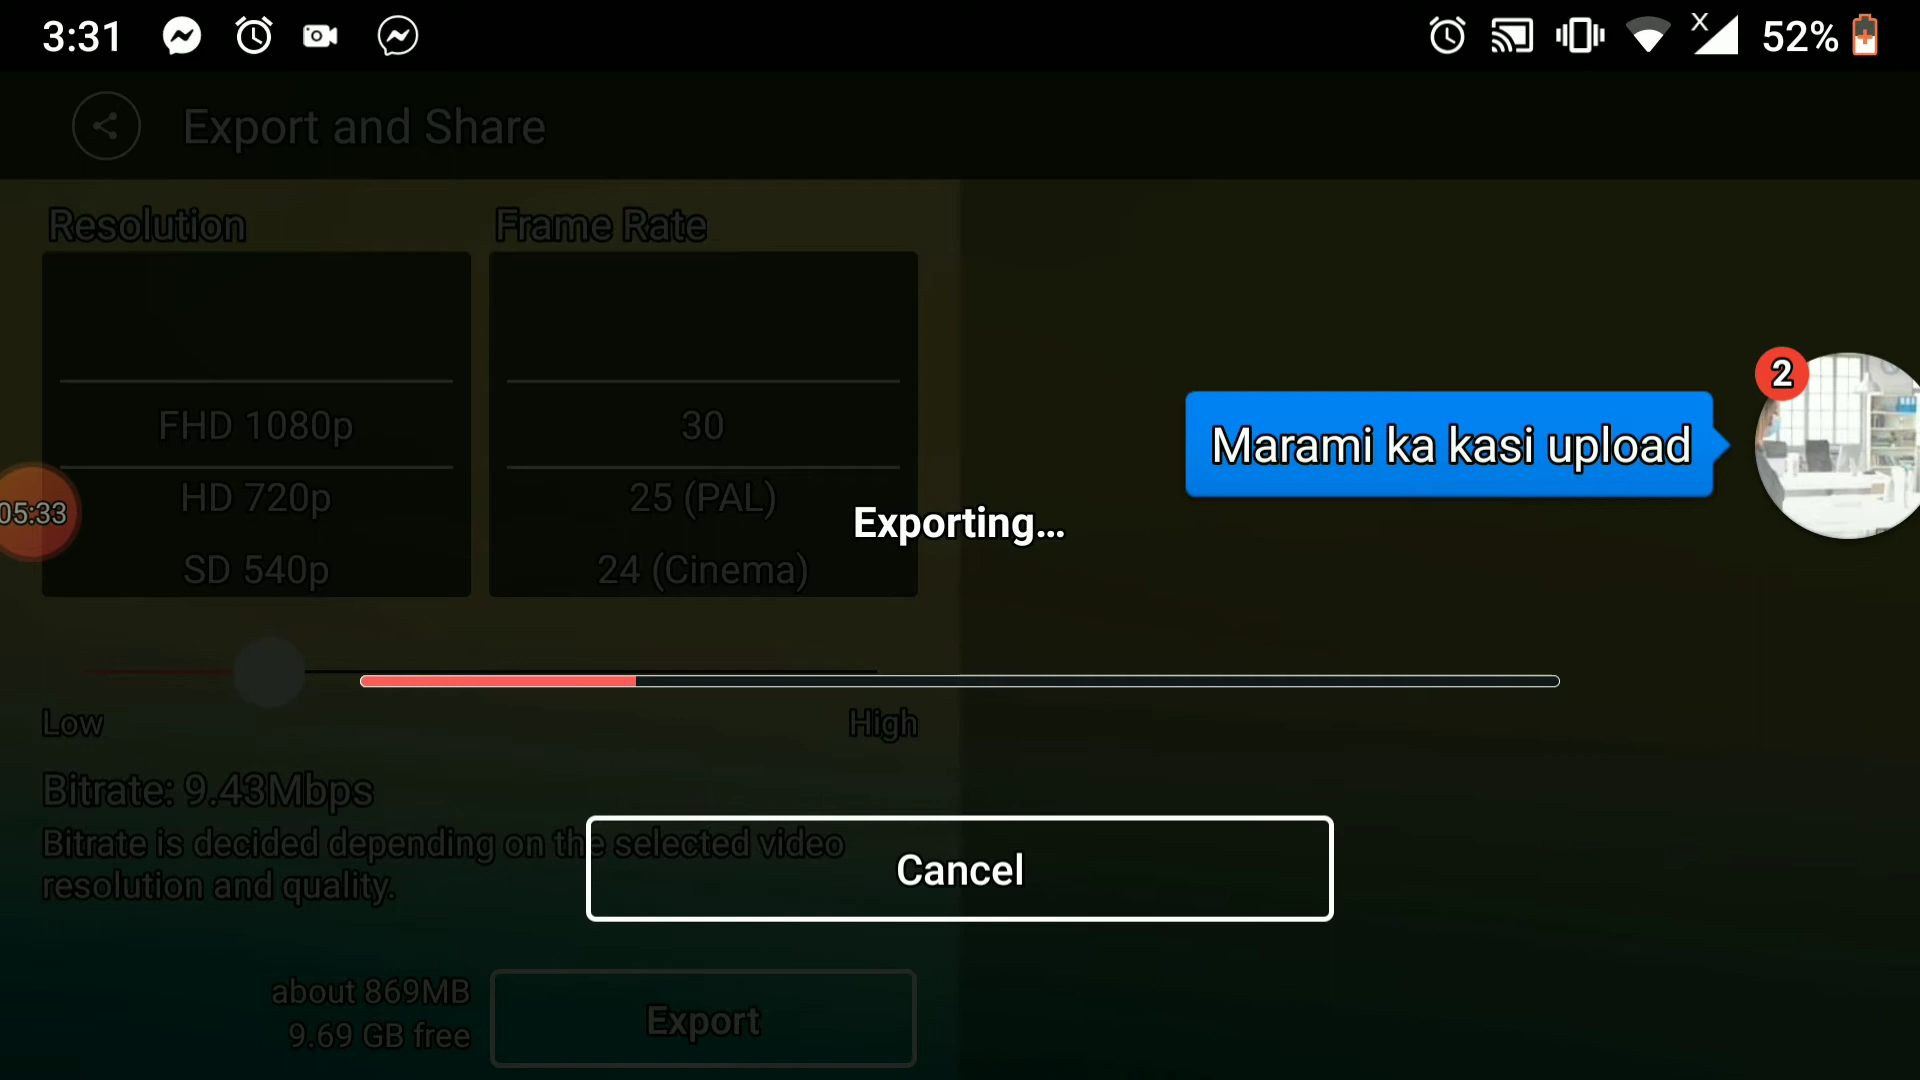 3:31
X
52%
Export and Share
Resolution
Frame Rate
FHD 1080p
30
HD 720p
25 (PAL)
SD 540p
24 (Cinema)
05:33
2
Marami ka kasi upload
Exporting...
Low
High
Bitrate: 9.43Mbps
Bitrate is decided depending on the selected video
resolution and quality.
Cancel
about 869MB
9.69 GB free
Export